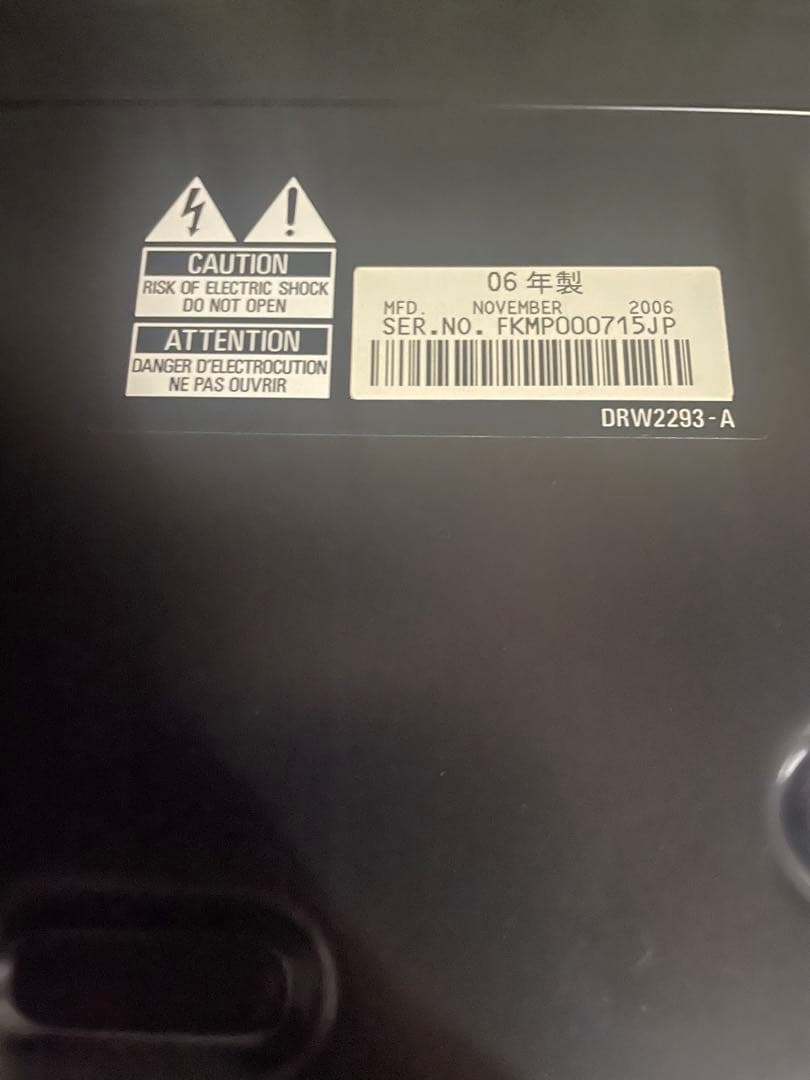 CAUTION
RISK OF ELECTRIC SHOCK
DO NOT OPEN
ATTENTION
DANGER D'ELECTROCUTION
NE PAS OUVRIR
06 年製
MFD. NOVEMBER 2006
SER.NO. FKMP000715JP
DRW2293-A